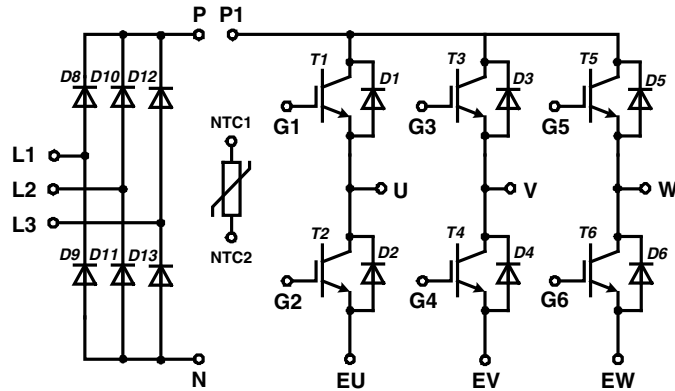 P P1
D8 D10 D12
T1 D1 T3 D3 T5 D5
G1 G3 G5
NTC1
L1
L2
L3
U V W
NTC2
D9 D11 D13
T2 D2 T4 D4 T6 D6
G2 G4 G6
N EU EV EW